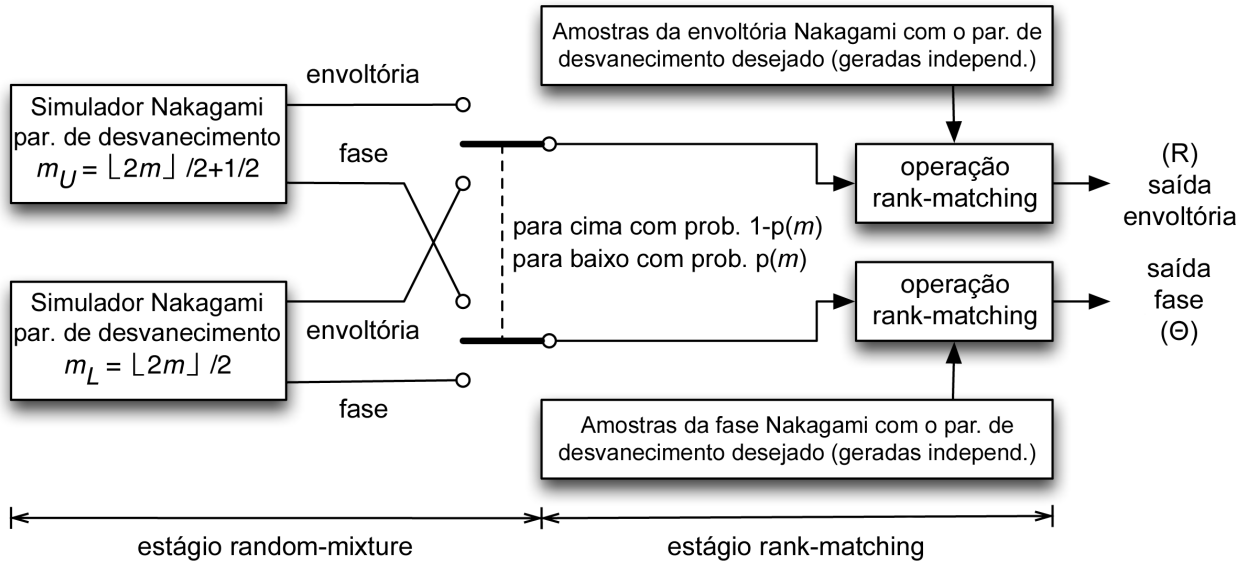 Amostras da envoltória Nakagami com o par. de
desvanecimento desejado (geradas independ.)
envoltória
Simulador Nakagami
par. de desvanecimento
m_U = ⌊2m⌋ /2+1/2
fase
operação
rank-matching
(R)
saída
envoltória
para cima com prob. 1-p(m)
para baixo com prob. p(m)
Simulador Nakagami
par. de desvanecimento
m_L = ⌊2m⌋ /2
envoltória
fase
operação
rank-matching
saída
fase
(Θ)
Amostras da fase Nakagami com o par. de
desvanecimento desejado (geradas independ.)
estágio random-mixture
estágio rank-matching